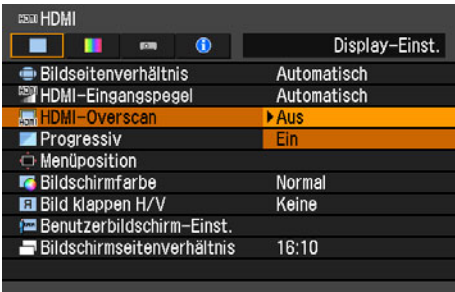 HDMI HDMI
Display-Einst.
Bildseitenverhältnis Automatisch
HDMI-Eingangspegel Automatisch
HDMI-Overscan Aus
Progressiv Ein
Menüposition
Bildschirmfarbe Normal
Bild klappen H/V Keine
Benutzerbildschirm-Einst.
Bildschirmseitenverhältnis 16:10